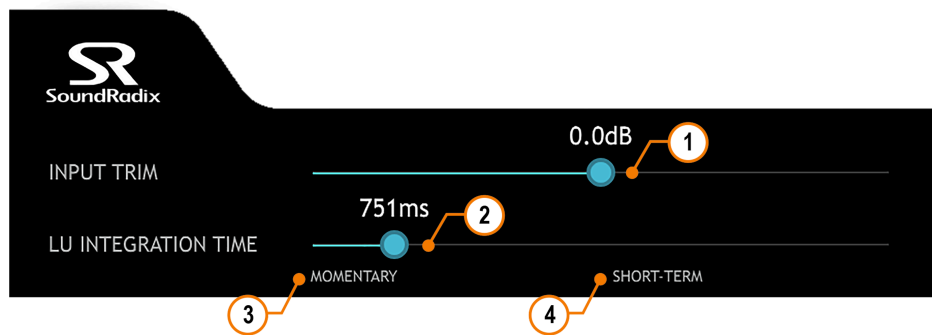 SR
SoundRadix
0.0dB
1
INPUT TRIM
751ms
2
LU INTEGRATION TIME
MOMENTARY
SHORT-TERM
3
4